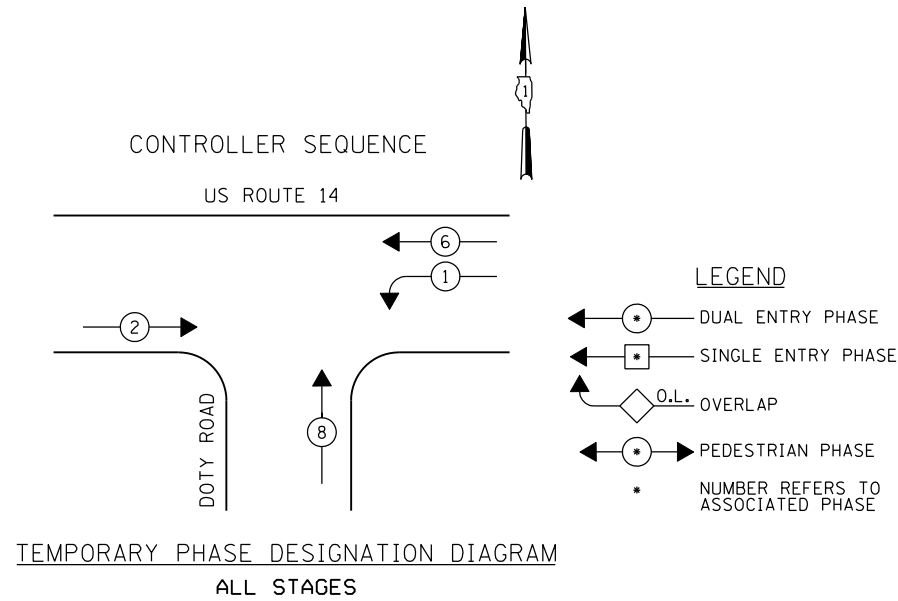 1
CONTROLLER SEQUENCE
US ROUTE 14
6
1
2
8
DOTY ROAD
LEGEND
* DUAL ENTRY PHASE
* SINGLE ENTRY PHASE
O.L. OVERLAP
* PEDESTRIAN PHASE
* NUMBER REFERS TO
ASSOCIATED PHASE
TEMPORARY PHASE DESIGNATION DIAGRAM
ALL STAGES